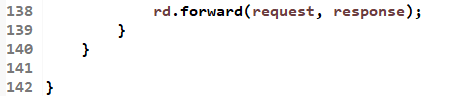 138 rd.forward(request, response);
139 }
140 }
141
142 }